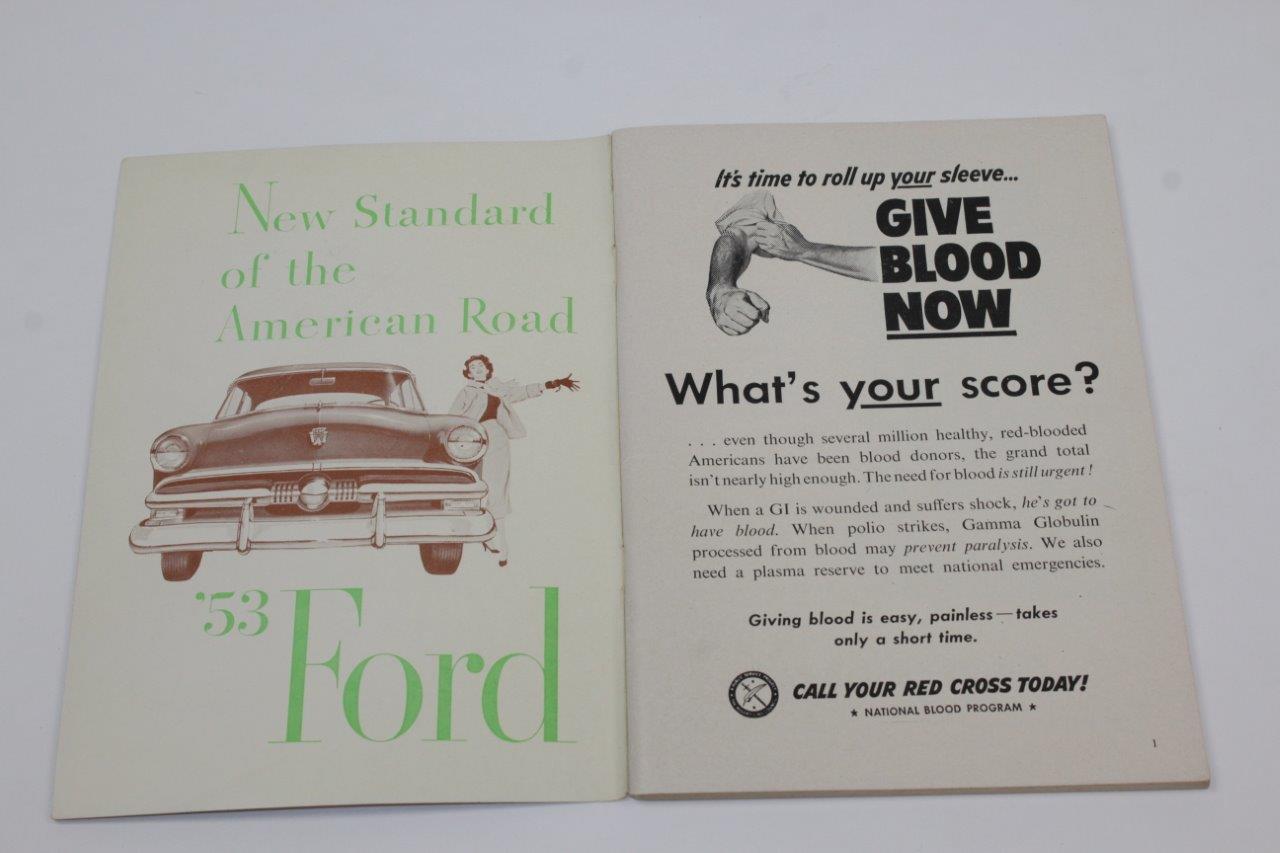 New Standard
of the
American Road
'53 Ford
It's time to roll up your sleeve...
GIVE
BLOOD
NOW
What's your score?
. . . even though several million healthy, red-blooded
Americans have been blood donors, the grand total
isn't nearly high enough. The need for blood is still urgent!
When a GI is wounded and suffers shock, he's got to
have blood. When polio strikes, Gamma Globulin
processed from blood may prevent paralysis. We also
need a plasma reserve to meet national emergencies.
Giving blood is easy, painless—takes
only a short time.
CALL YOUR RED CROSS TODAY!
★ NATIONAL BLOOD PROGRAM ★
1